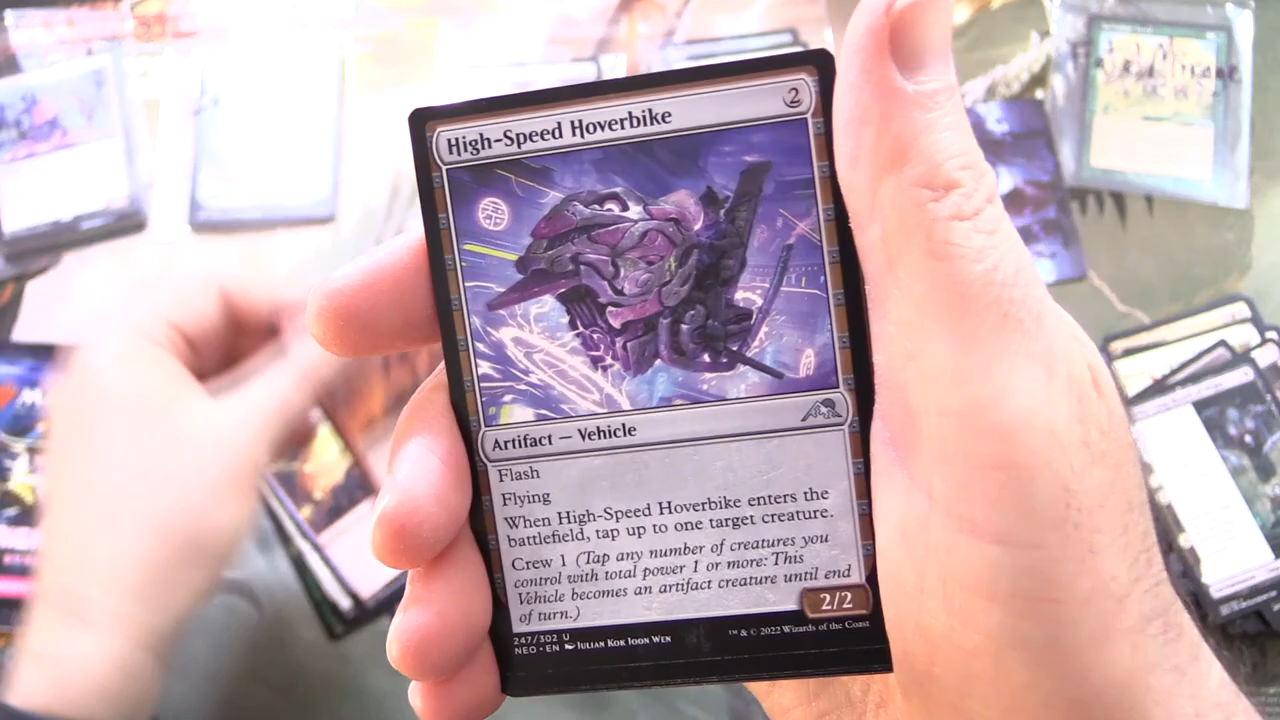 High-Speed Hoverbike
2
Artifact — Vehicle
Flash
Flying
When High-Speed Hoverbike enters the
battlefield, tap up to one target creature.
Crew 1 (Tap any number of creatures you
control with total power 1 or more: This
Vehicle becomes an artifact creature until end
of turn.)
2/2
247/302 U
NEO • EN Julian Kok Joon Wen
™ & © 2022 Wizards of the Coast